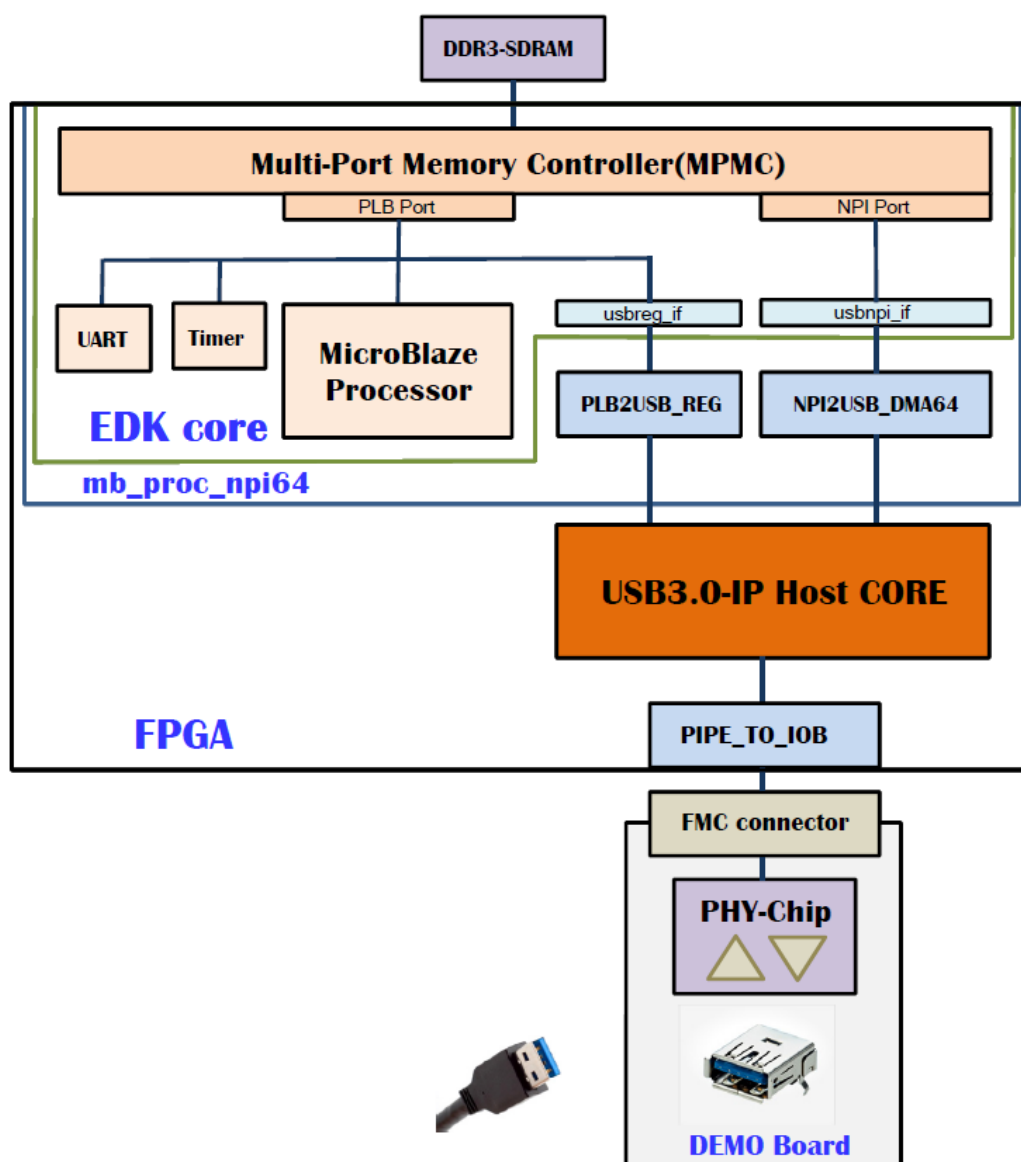 DDR3-SDRAM
Multi-Port Memory Controller(MPMC)
PLB Port
NPI Port
UART
Timer
MicroBlaze
Processor
usbreg_if
usbnpi_if
PLB2USB_REG
NPI2USB_DMA64
EDK core
mb_proc_npi64
USB3.0-IP Host CORE
FPGA
PIPE_TO_IOB
FMC connector
PHY-Chip
DEMO Board